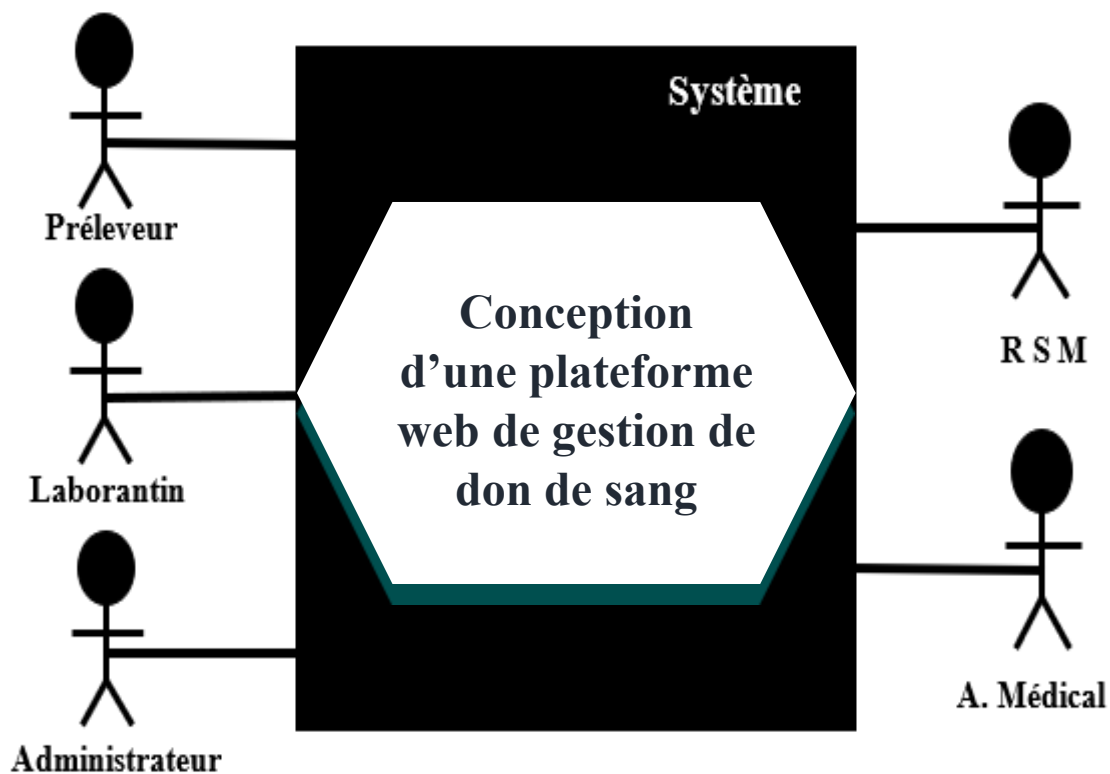 Système
Préleveur
Conception
d’une plateforme
web de gestion de
don de sang
R S M
Laborantin
A. Médical
Administrateur